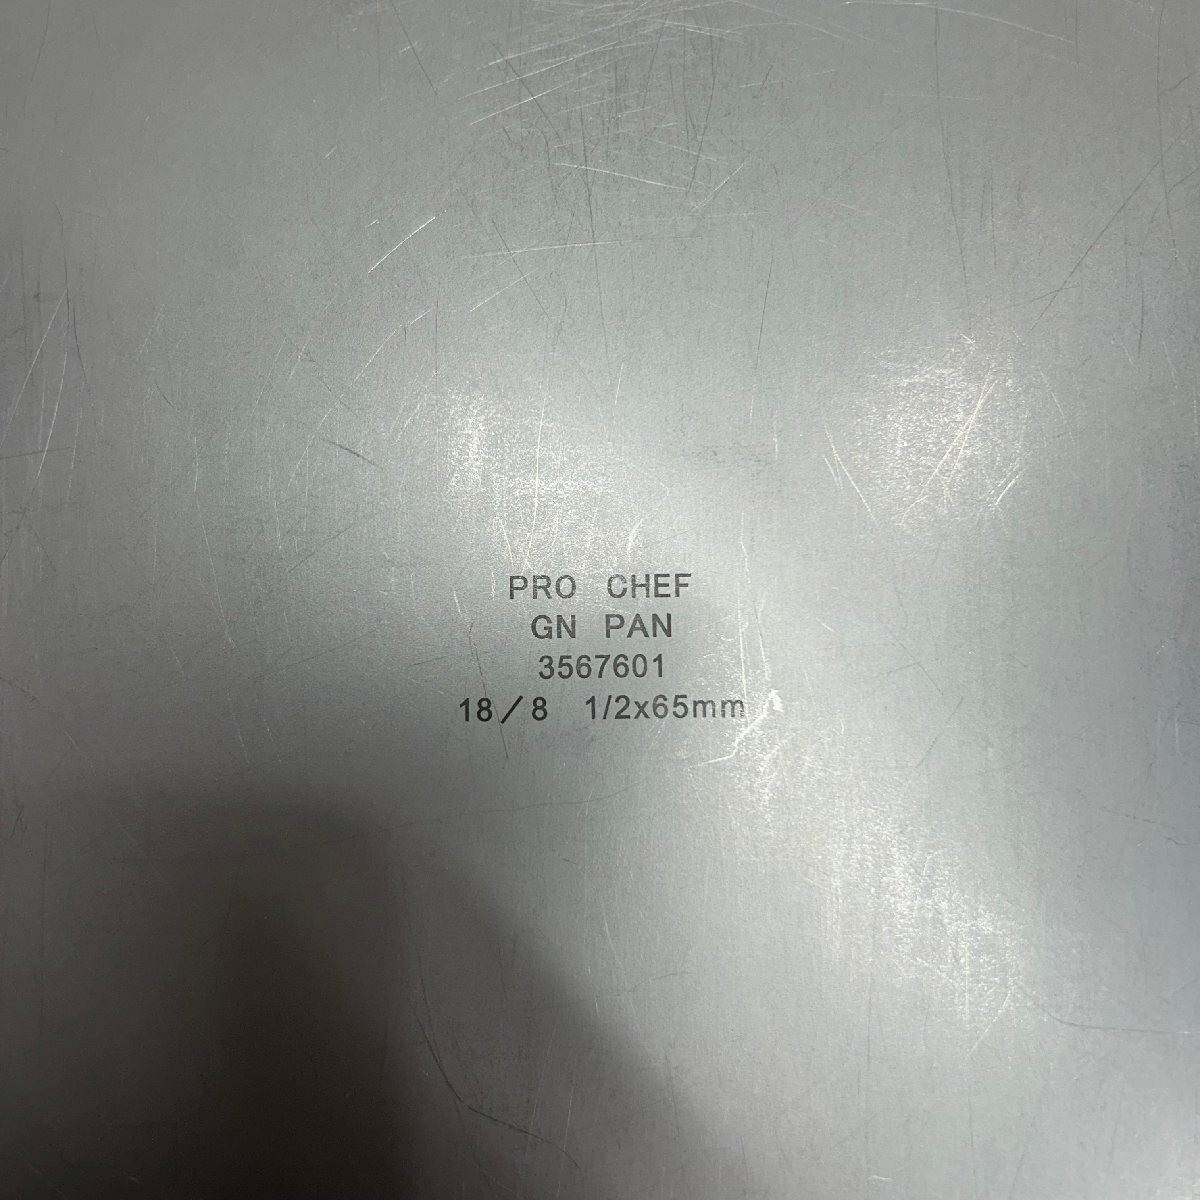 PRO CHEF
GN PAN
3567601
18／8 1/2x65mm